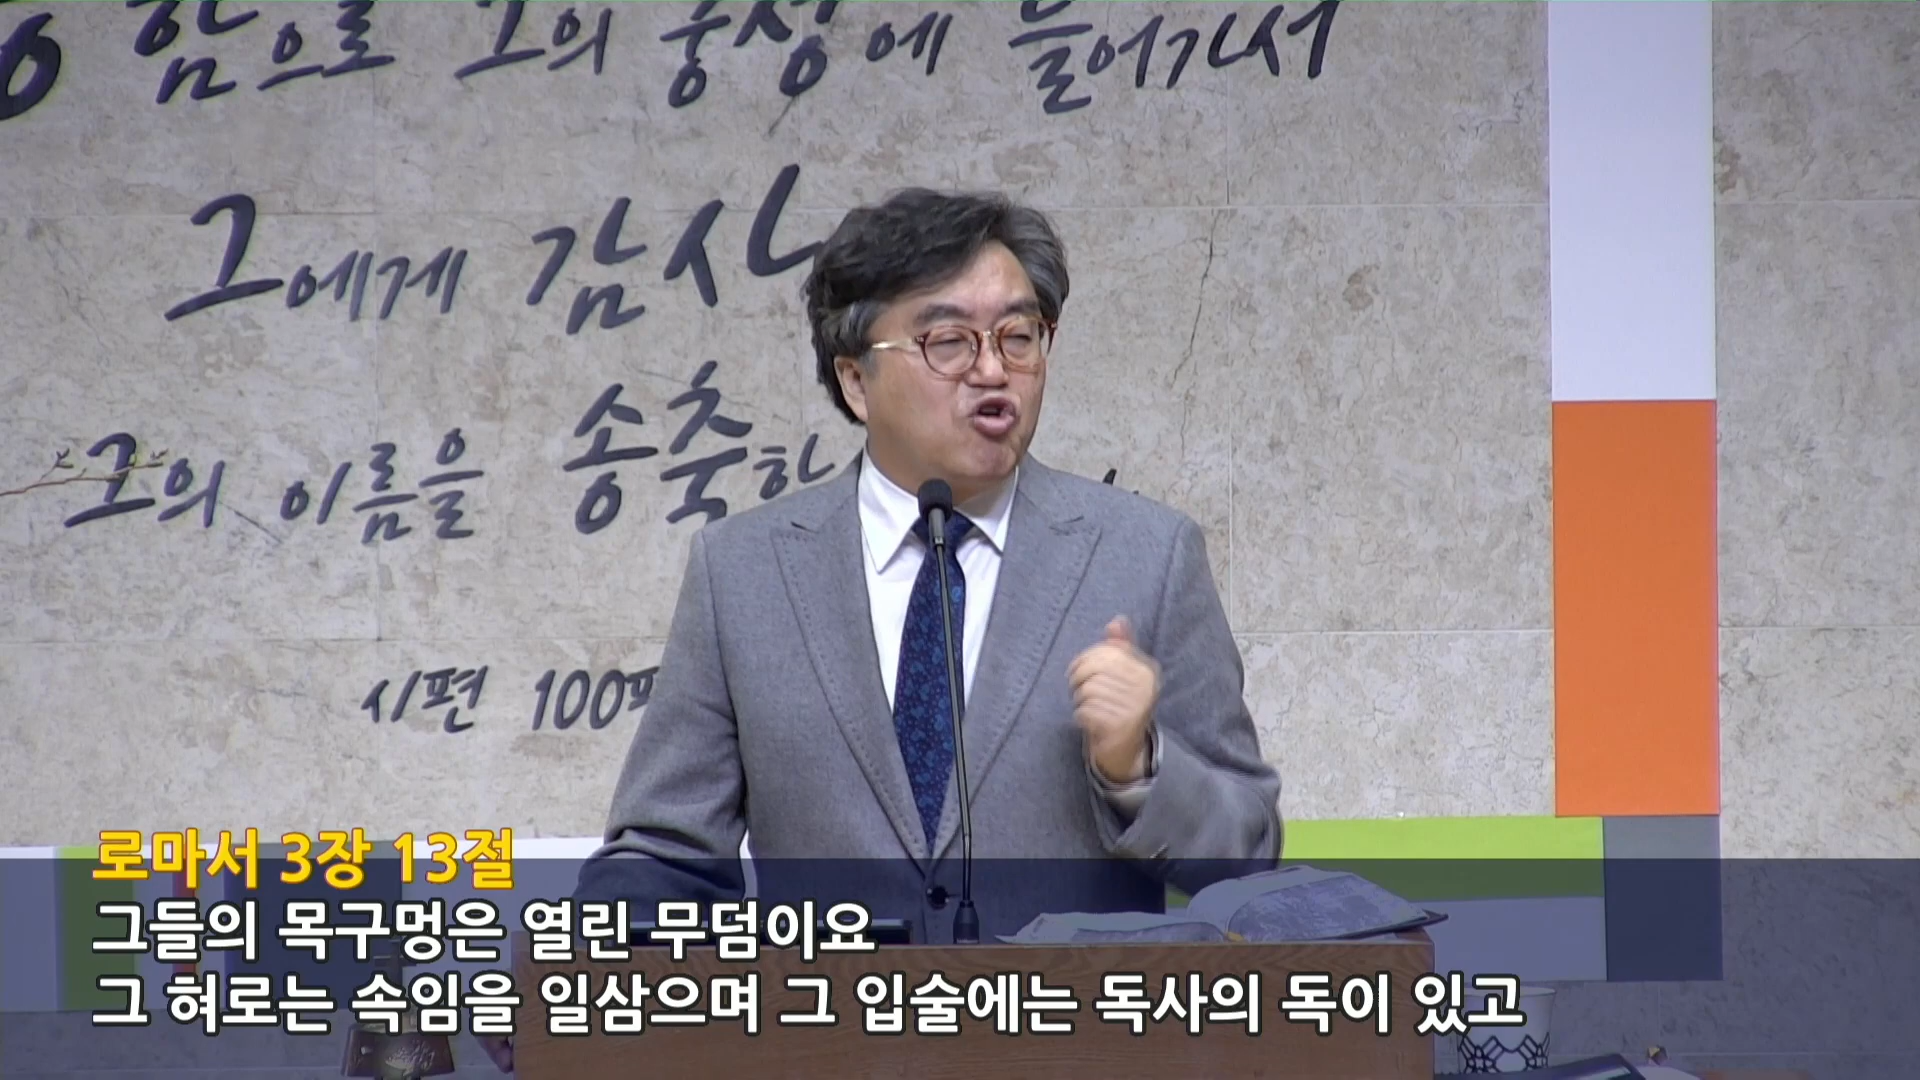 함으로 그의 궁정에 들어가서
그에게 감사
그의 이름을 송축
시편 100
로마서 3장 13절
그들의 목구멍은 열린 무덤이요
그 혀로는 속임을 일삼으며 그 입술에는 독사의 독이 있고